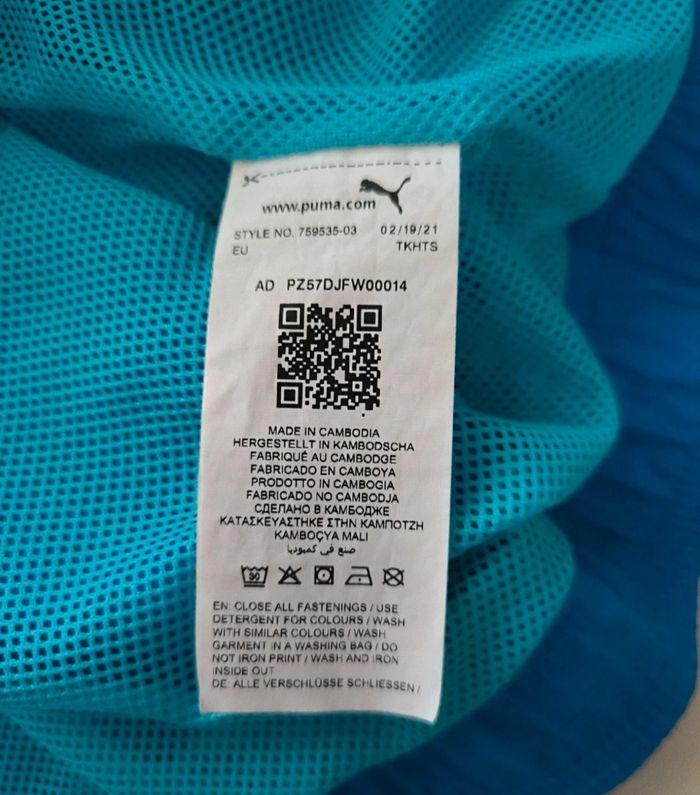 www.puma.com
STYLE NO. 759535-03 02/19/21
EU TKHTS
AD PZ57DJFW00014
MADE IN CAMBODIA
HERGESTELLT IN KAMBODSCHA
FABRIQUÉ AU CAMBODGE
FABRICADO EN CAMBOYA
PRODOTTO IN CAMBOGIA
FABRICADO NO CAMBODJA
СДЕЛАНО В КАМБОДЖЕ
ΚΑΤΑΣΚΕΥΑΣΤΗΚΕ ΣΤΗΝ ΚΑΜΠΟΤΖΗ
KAMBOÇYA MALI
صنع في كمبوديا
30
EN: CLOSE ALL FASTENINGS / USE
DETERGENT FOR COLOURS / WASH
WITH SIMILAR COLOURS / WASH
GARMENT IN A WASHING BAG / DO
NOT IRON PRINT / WASH AND IRON
INSIDE OUT
DE: ALLE VERSCHLÜSSE SCHLIESSEN /